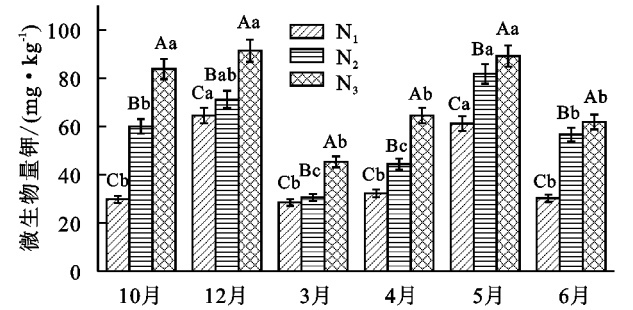 微生物量钾/(mg·kg⁻¹)
100
80
60
40
20
0
N₁
N₂
N₃
Cb Bb Aa
Ca Bab Aa
Cb Bc Ab
Cb Bc Ab
Ca Ba Aa
Cb Bb Ab
10月 12月 3月 4月 5月 6月